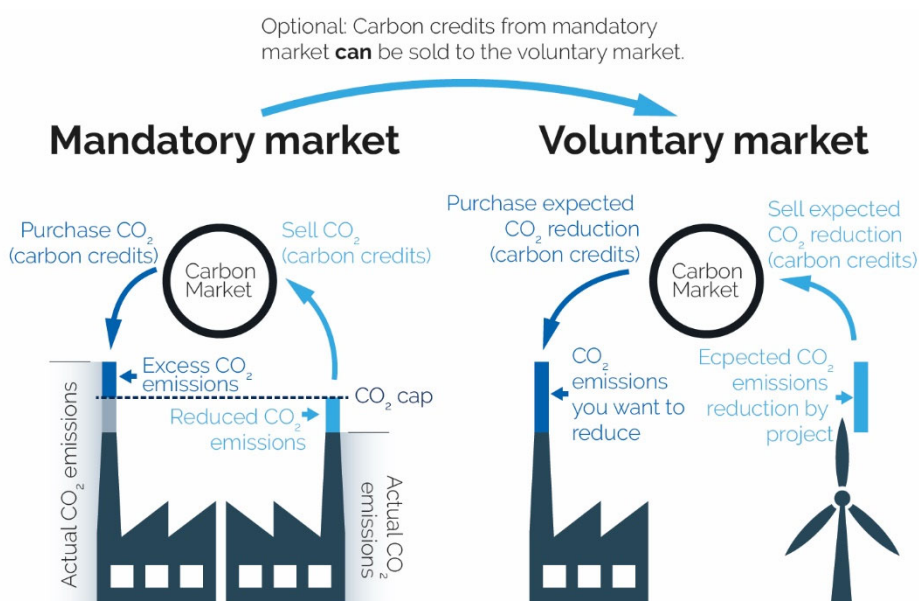 Optional: Carbon credits from mandatory
market can be sold to the voluntary market.
Mandatory market
Purchase CO₂
(carbon credits)
Carbon
Market
Sell CO₂
(carbon credits)
Excess CO₂
emissions
CO₂ cap
Reduced CO₂
emissions
Actual CO₂ emissions
Actual CO₂
emissions
Voluntary market
Purchase expected
CO₂ reduction
(carbon credits)
Carbon
Market
Sell expected
CO₂ reduction
(carbon credits)
CO₂
emissions
you want to
reduce
Ecpected CO₂
emissions
reduction by
project